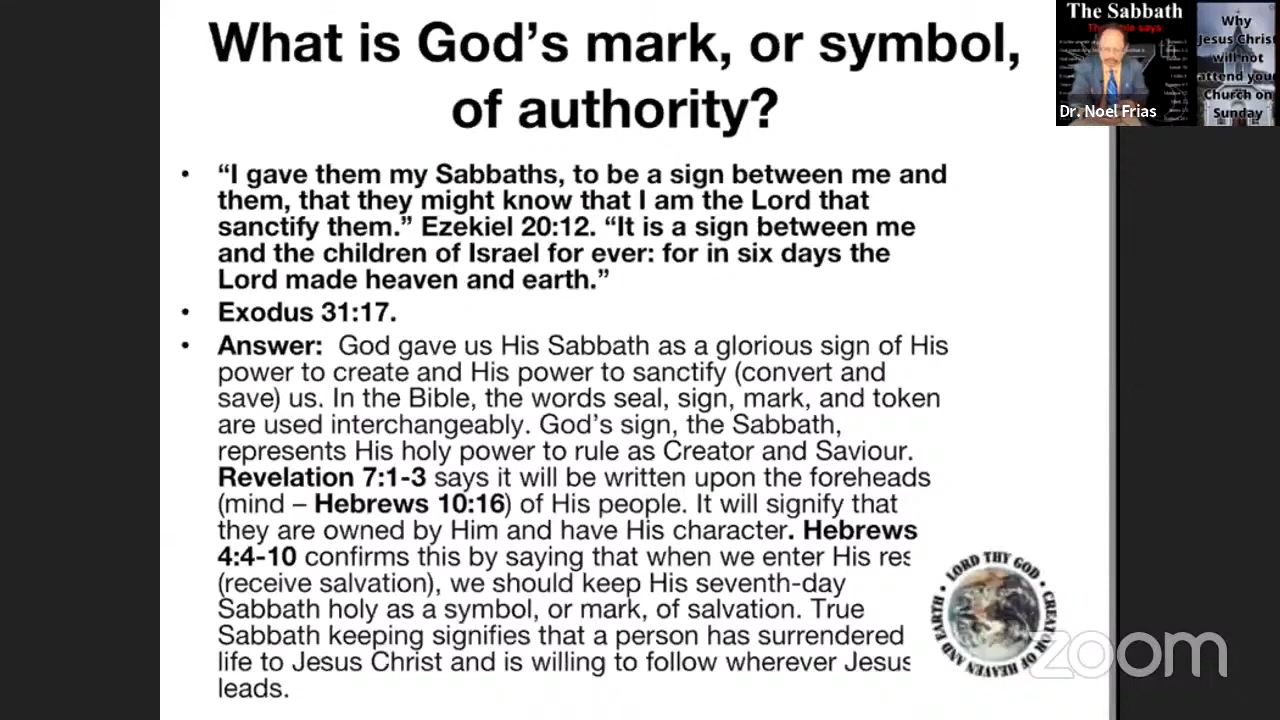 What is God’s mark, or symbol,
of authority?
• “I gave them my Sabbaths, to be a sign between me and
them, that they might know that I am the Lord that
sanctify them.” Ezekiel 20:12. “It is a sign between me
and the children of Israel for ever: for in six days the
Lord made heaven and earth.”
• Exodus 31:17.
• Answer: God gave us His Sabbath as a glorious sign of His
power to create and His power to sanctify (convert and
save) us. In the Bible, the words seal, sign, mark, and token
are used interchangeably. God’s sign, the Sabbath,
represents His holy power to rule as Creator and Saviour.
Revelation 7:1-3 says it will be written upon the foreheads
(mind – Hebrews 10:16) of His people. It will signify that
they are owned by Him and have His character. Hebrews
4:4-10 confirms this by saying that when we enter His res
(receive salvation), we should keep His seventh-day
Sabbath holy as a symbol, or mark, of salvation. True
Sabbath keeping signifies that a person has surrendered
life to Jesus Christ and is willing to follow wherever Jesus
leads.
The Sabbath
says
Dr. Noel Frias
Why
Jesus Christ
will not
attend you
Church on
Sunday
LORD THY GOD • CREATOR OF HEAVEN AND EARTH •
zoom